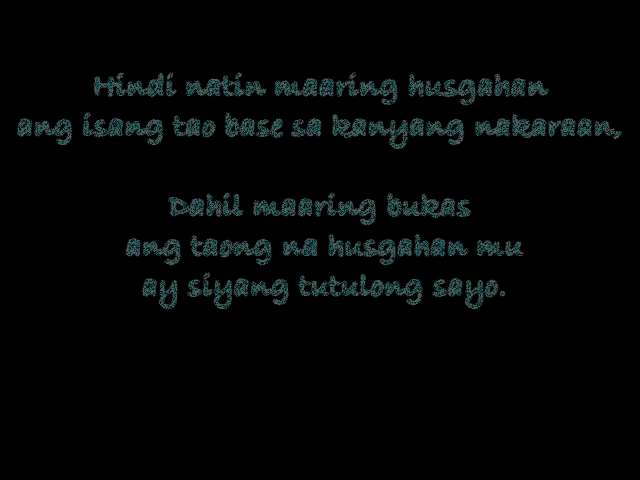 Hindi natin maaring husgahan
ang isang tao base sa kanyang nakaraan,
Dahil maaring bukas
ang taong na husgahan mu
ay siyang tutulong sayo.